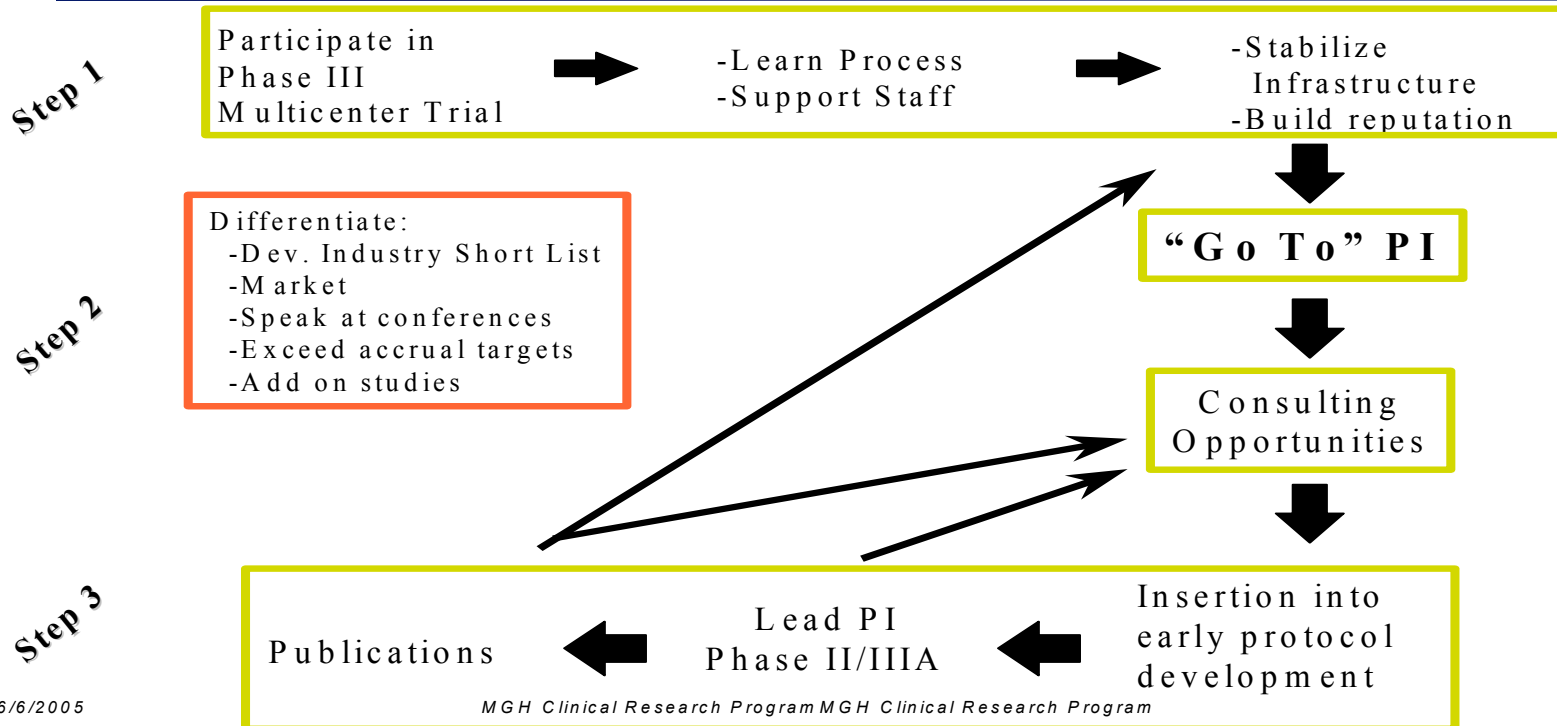 Step 1
Participate in
Phase III
Multicenter Trial
-Learn Process
-Support Staff
-Stabilize
Infrastructure
-Build reputation
Step 2
Differentiate:
-Dev. Industry Short List
-Market
-Speak at conferences
-Exceed accrual targets
-Add on studies
“Go To” PI
Consulting
Opportunities
Step 3
Publications
Lead PI
Phase II/IIIA
Insertion into
early protocol
development
6/6/2005
MGH Clinical Research Program MGH Clinical Research Program